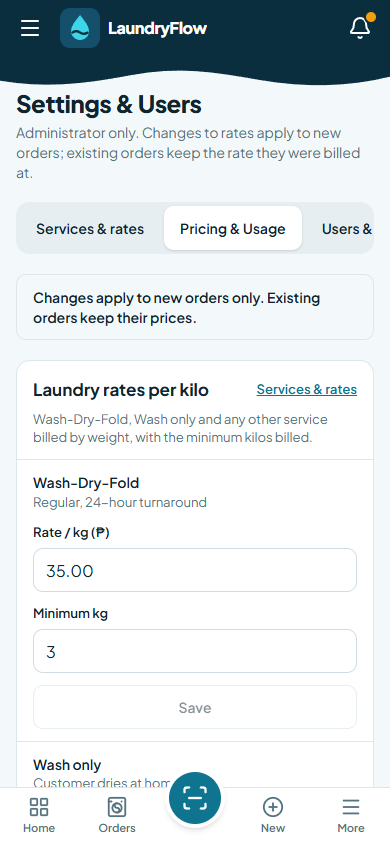 LaundryFlow
Settings & Users
Administrator only. Changes to rates apply to new
orders; existing orders keep the rate they were billed
at.
Services & rates
Pricing & Usage
Users &
Changes apply to new orders only. Existing
orders keep their prices.
Laundry rates per kilo
Services & rates
Wash-Dry-Fold, Wash only and any other service
billed by weight, with the minimum kilos billed.
Wash-Dry-Fold
Regular, 24-hour turnaround
Rate / kg (₱)
35.00
Minimum kg
3
Save
Wash only
Customer dries at hom
Home
Orders
New
More